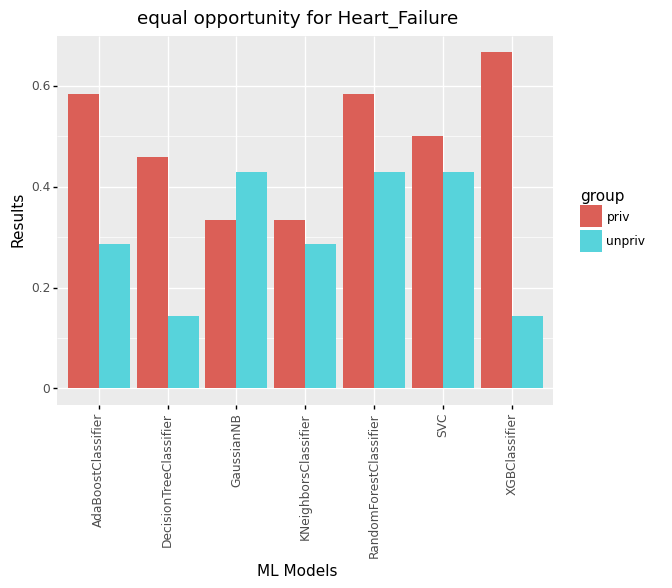 equal opportunity for Heart_Failure
Results
0.6
0.4
0.2
0
AdaBoostClassifier
DecisionTreeClassifier
GaussianNB
KNeighborsClassifier
RandomForestClassifier
SVC
XGBClassifier
ML Models
group
priv
unpriv